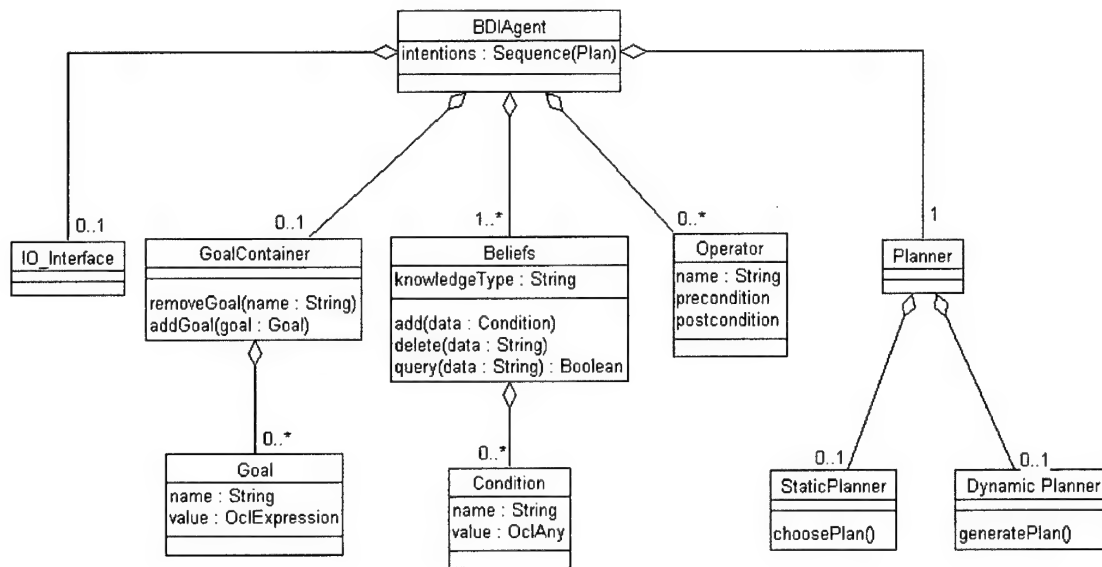 BDIAgent
intentions : Sequence(Plan)
0..1
0..1
1..*
0..*
1
IO_Interface
GoalContainer
removeGoal(name : String)
addGoal(goal : Goal)
Beliefs
knowledgeType : String
add(data : Condition)
delete(data : String)
query(data : String) : Boolean
Operator
name : String
precondition
postcondition
Planner
0..*
0..*
0..1
0..1
Goal
name : String
value : OclExpression
Condition
name : String
value : OclAny
StaticPlanner
choosePlan()
Dynamic Planner
generatePlan()